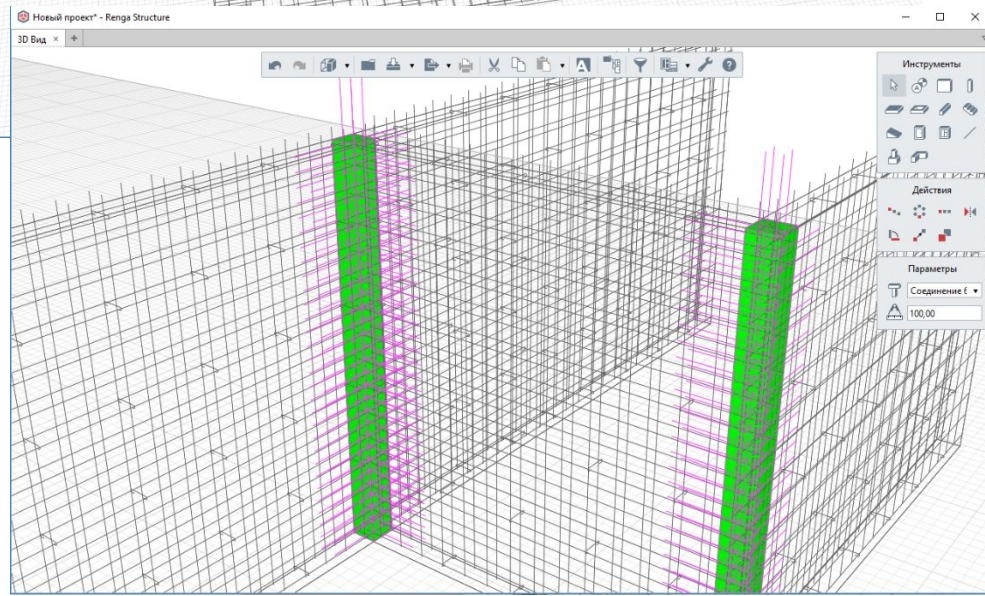 Новый проект* - Renga Structure
3D Вид
Инструменты
Действия
Параметры
Соединение б
100,00